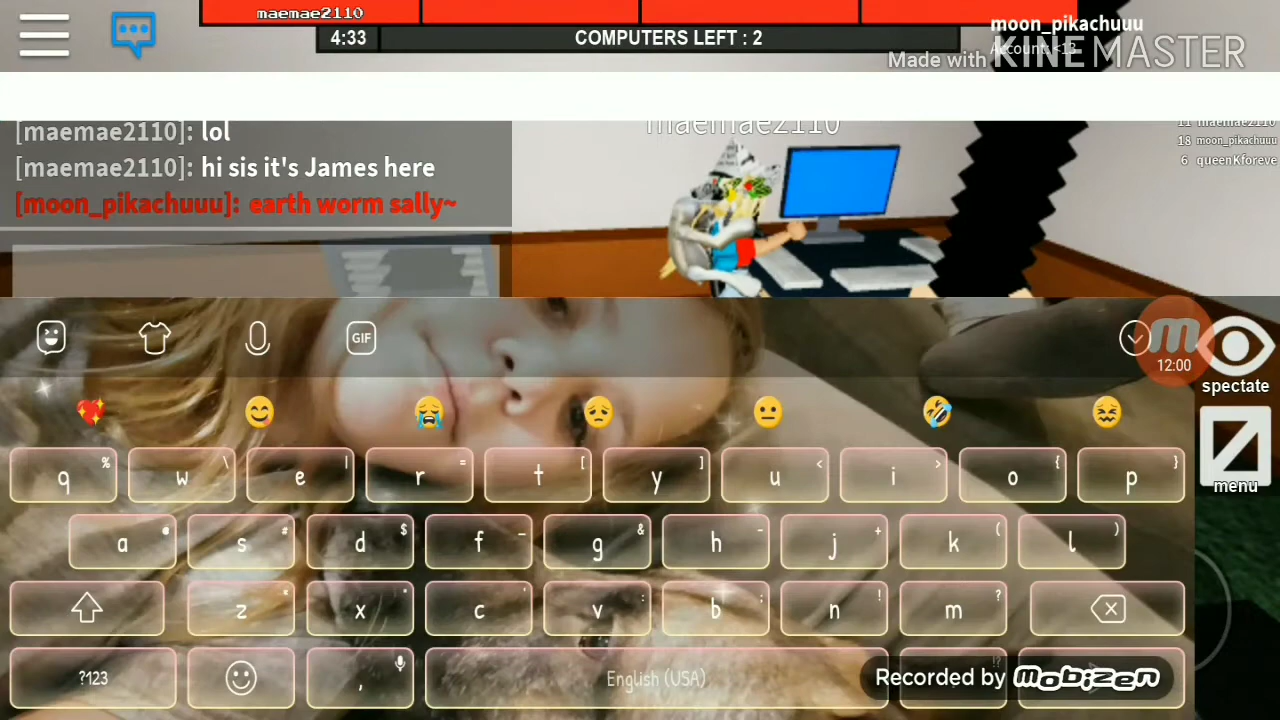 maemae2110
moon_pikachuuu
4:33
COMPUTERS LEFT : 2
Account: <13
Made with KINEMASTER
[maemae2110]: lol
[maemae2110]: hi sis it's James here
[moon_pikachuuu]: earth worm sally~
maemae2110
11 maemae2110
18 moon_pikachuuu
6 queenKforeve
GIF
m
12:00
spectate
menu
q % w \ e | r = t [ y ] u < i > o { p }
a @ s # d $ f _ g & h - j + k ( l )
z x c v : b ; n ! m ?
?123 , English (USA)
Recorded by mobizen